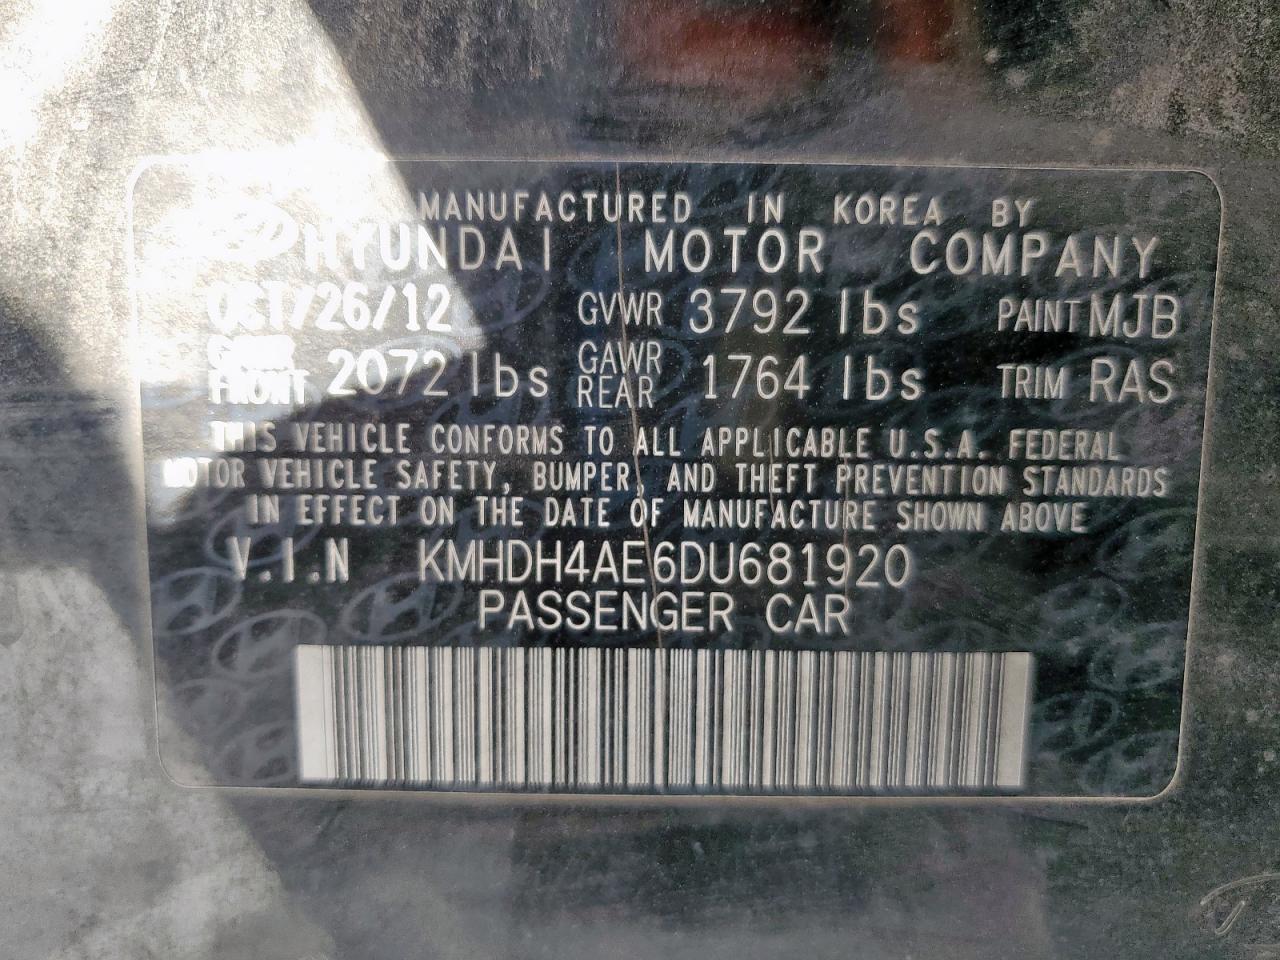 MANUFACTURED IN KOREA BY
HYUNDAI MOTOR COMPANY
OCT/26/12 GVWR 3792 lbs PAINT MJB
GAWR FRONT 2072 lbs GAWR REAR 1764 lbs TRIM RAS
THIS VEHICLE CONFORMS TO ALL APPLICABLE U.S.A. FEDERAL
MOTOR VEHICLE SAFETY, BUMPER, AND THEFT PREVENTION STANDARDS
IN EFFECT ON THE DATE OF MANUFACTURE SHOWN ABOVE
V.I.N KMHDH4AE6DU681920
PASSENGER CAR